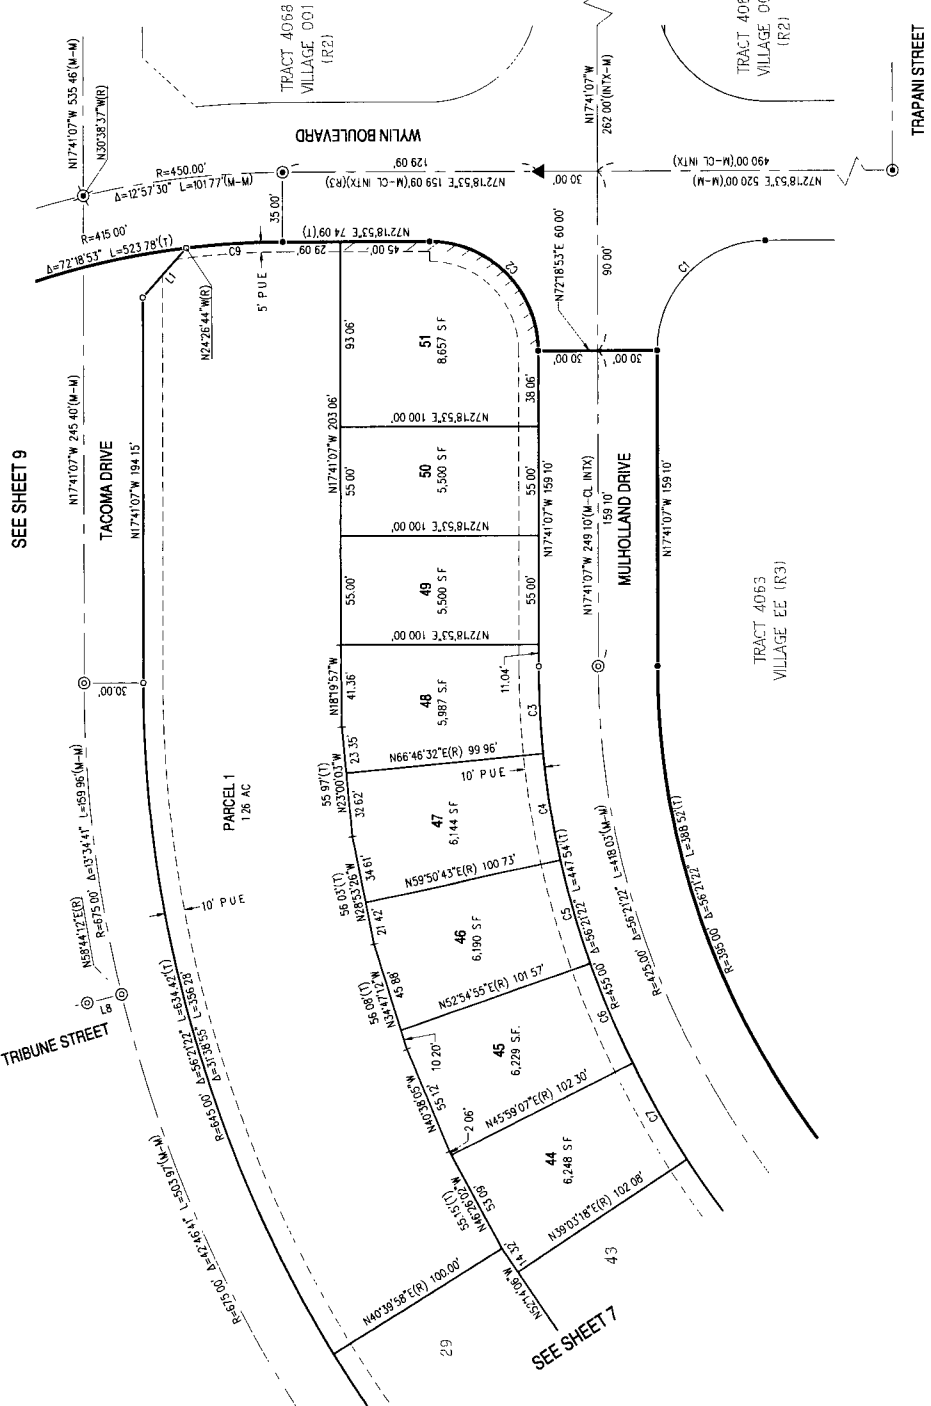 TRACT 4068
VILLAGE 001
(R2)
VILLAGE
(R2)
N17°41'07"W 535 46'(M-M)
N30°38'37"W(R)
WYLIN BOULEVARD
N17°41'07"W
262 00'(INTX-M)
TRAPANI STREET
R=450.00'
Δ=12°57'30" L=101 77'(M-M)
129 09'
N72°18'53"E 159 09'(M-CL INTX)(R3)
30 00'
490 00'(M-CL INTX)
N72°18'53"E 520 00'(M-M)
R=415 00'
Δ=72°18'53" L=523 78'(T)
35 00'
N72°18'53"E 74 09'(T)
C9
29 09'
45 00'
L1
5' PUE
N24°26'44"W(R)
C2
C1
N72°18'53"E 60 00'
90 00'
SEE SHEET 9
N17°41'07"W 245 40'(M-M)
TACOMA DRIVE
N17°41'07"W 194 15'
93 06'
51
8,657 SF
30 00'
30 00'
38 06'
N17°41'07"W 203 06'
N72°18'53"E 100 00'
55 00'
50
5,500 SF
55 00'
N17°41'07"W 159 10'
N17°41'07"W 249 10'(M-CL INTX)
159 10'
MULHOLLAND DRIVE
N17°41'07"W 159 10'
N72°18'53"E 100 00'
55.00'
49
5,500 SF
55 00'
N72°18'53"E 100 00'
TRACT 4063
VILLAGE EE (R3)
30.00'
N18°19'57"W
41.36'
48
5,987 S.F
11.04'
C3
23 35'
N66°46'32"E(R) 99 96'
10' PUE
55 97'(T)
N23°00'03"W
32 62'
47
6,144 SF
C4
PARCEL 1
1 26 AC
10' PUE
N58°44'12"E(R)
R=675 00' Δ=13°34'41" L=159 96'(M-M)
34 61'
N59°50'43"E(R) 100 73'
56 03'(T)
N28°53'26"W
21 42'
46
6,190 SF
C5
R=455 00' Δ=56°21'22" L=447 54'(T)
R=425.00' Δ=56°21'22" L=418 03'(M-M)
R=395.00' Δ=56°21'22" L=388 52'(T)
L8
TRIBUNE STREET
R=645 00' Δ=56°21'22" L=634.42'(T)
Δ=31°38'55" L=356 28'
56 08'(T)
N34°47'12"W
45 88'
N52°54'55"E(R) 101 57'
C6
10 20'
45
6,229 S.F.
N40°38'05"W
55 12'
N45°59'07"E(R) 102 30'
2 06'
C7
44
6,248 SF
55.15'(T)
N46°26'02"W
53 09'
R=675 00' Δ=42°46'41" L=503 97'(M-M)
N39°03'18"E(R) 102 08'
14 32'
N52°14'06"W
N40°39'58"E(R) 100.00'
43
29
SEE SHEET 7